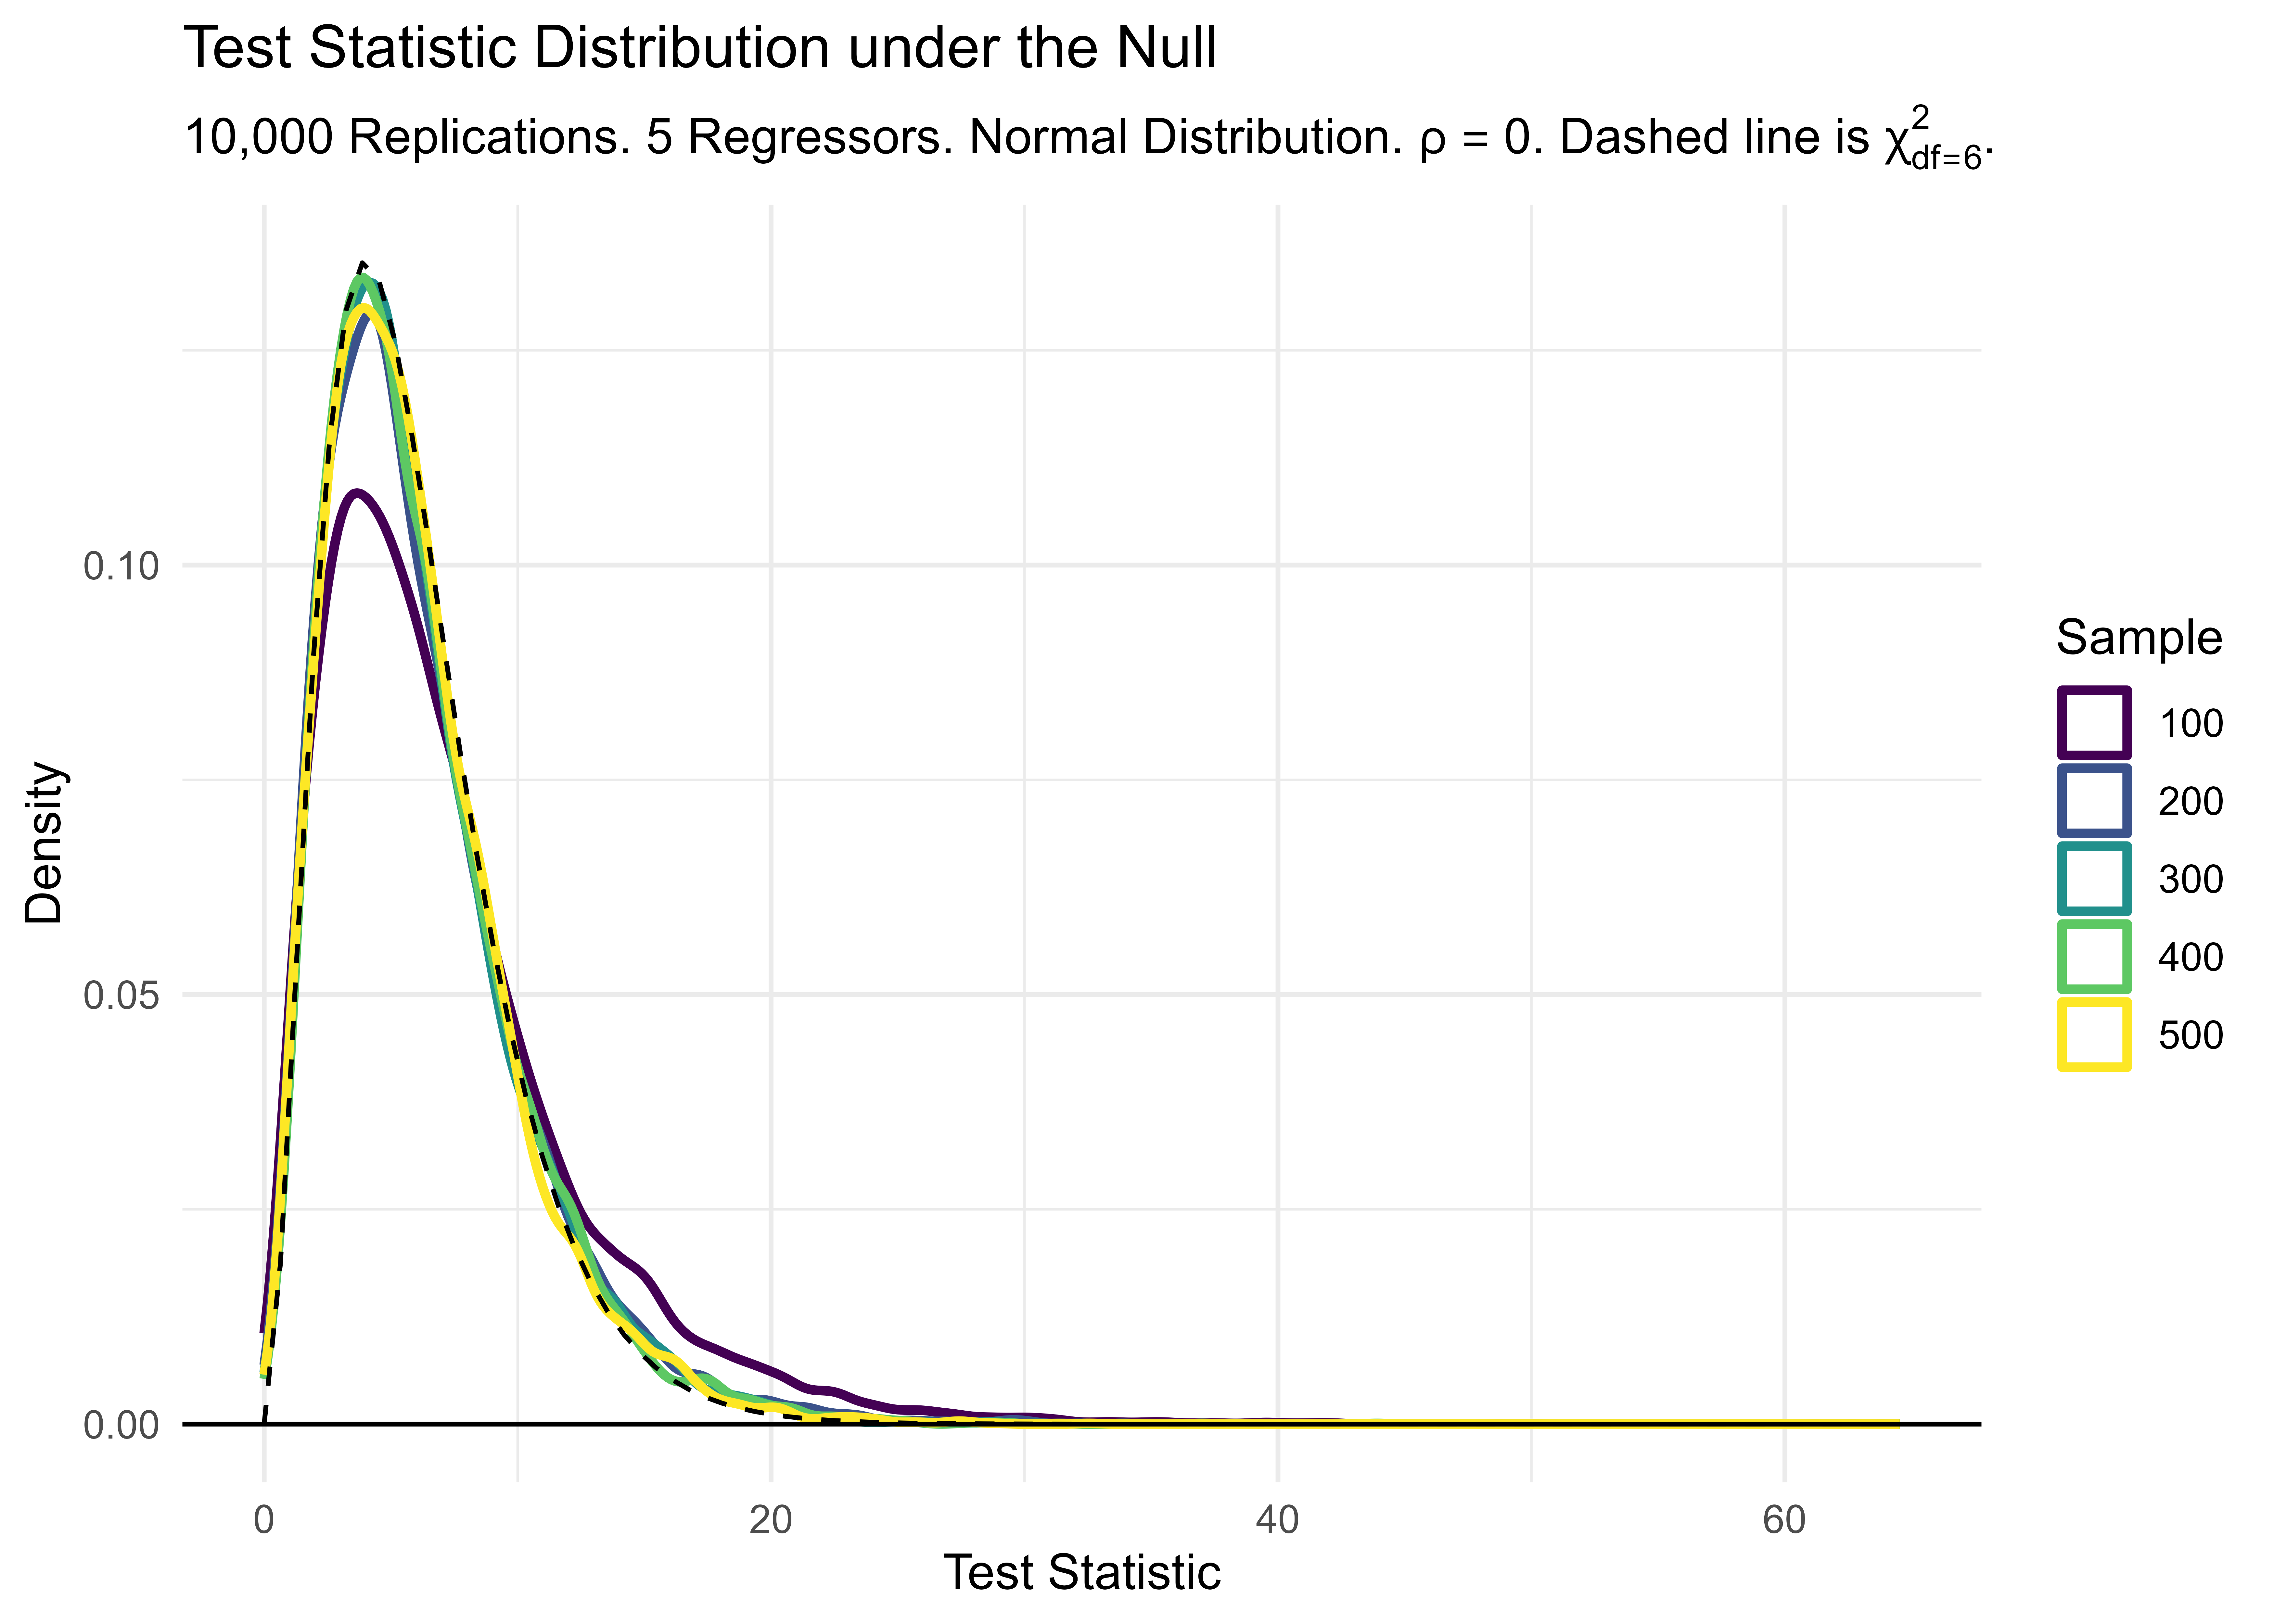 Test Statistic Distribution under the Null
10,000 Replications. 5 Regressors. Normal Distribution. ρ = 0. Dashed line is χ²df=6.
Density
0.10
0.05
0.00
0
20
40
60
Test Statistic
Sample
100
200
300
400
500